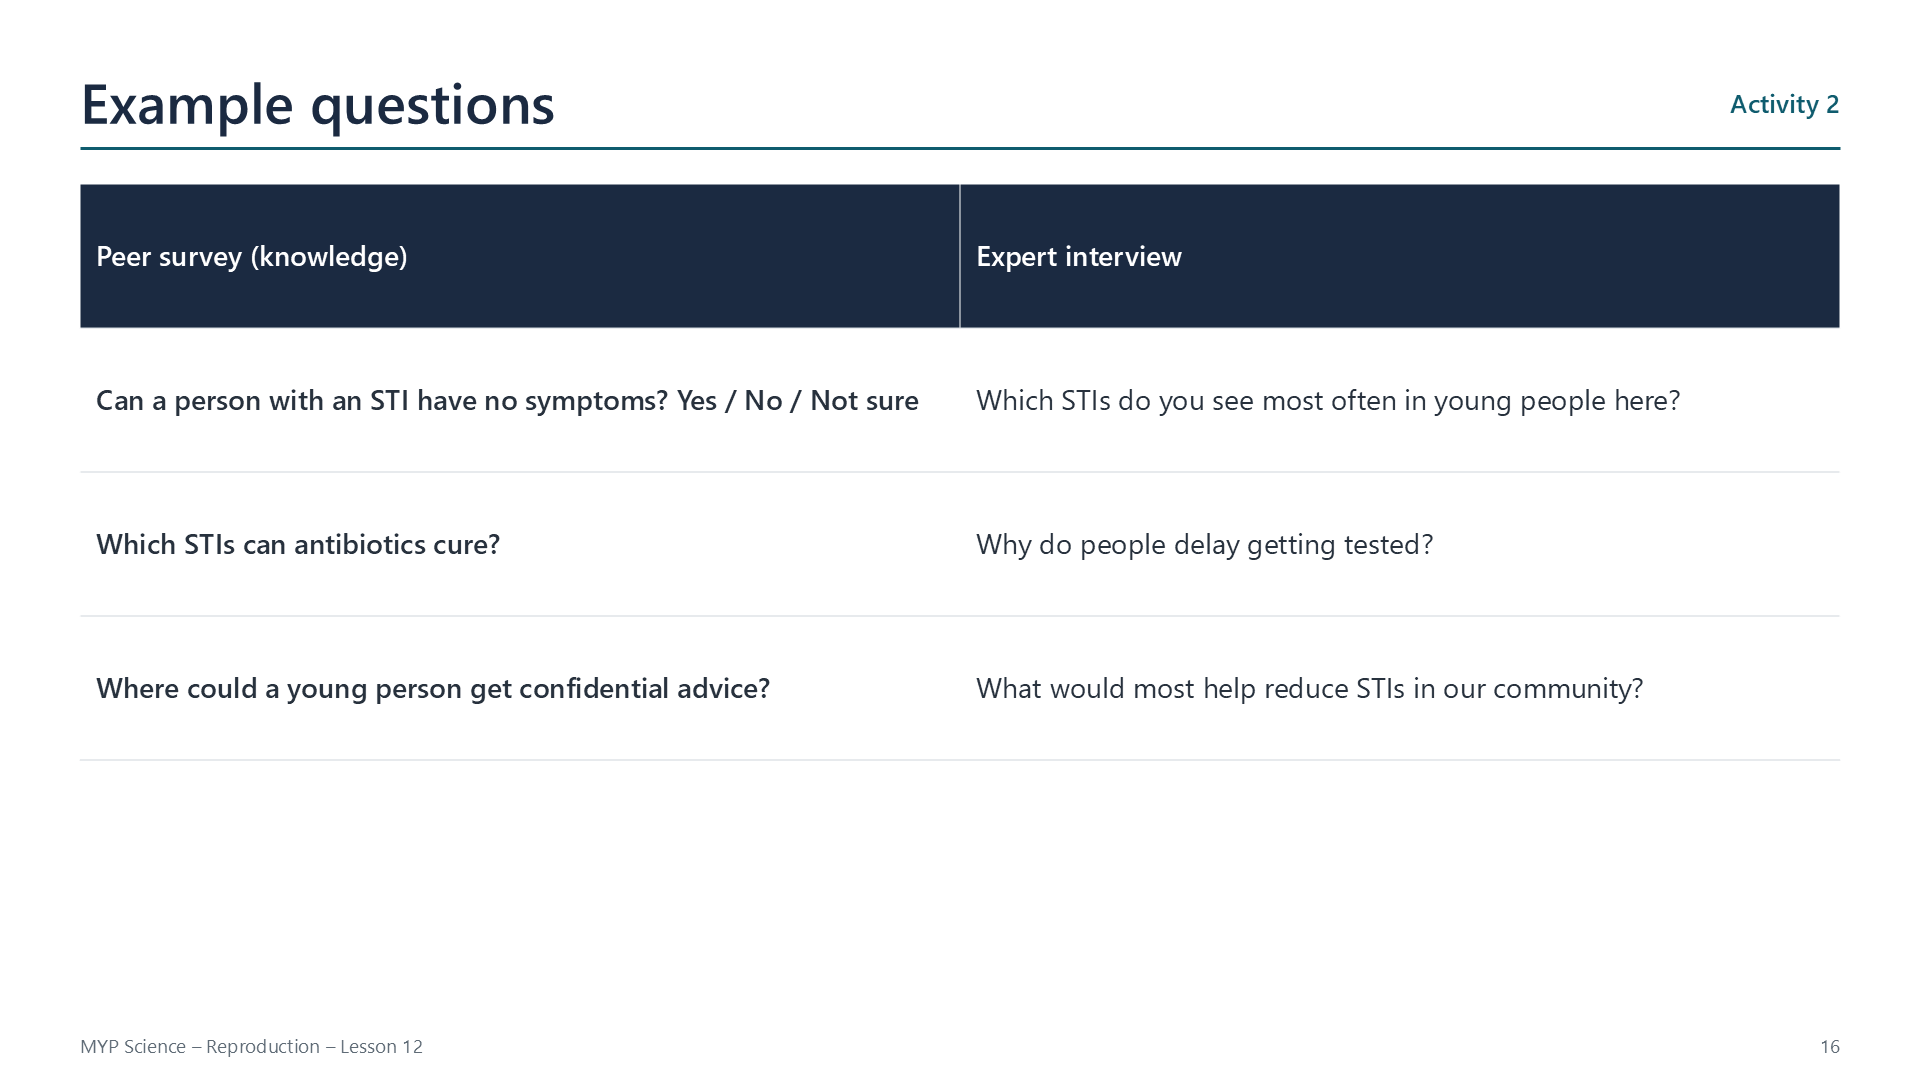 Example questions
Activity 2
Peer survey (knowledge)
Expert interview
Can a person with an STI have no symptoms? Yes / No / Not sure
Which STIs do you see most often in young people here?
Which STIs can antibiotics cure?
Why do people delay getting tested?
Where could a young person get confidential advice?
What would most help reduce STIs in our community?
MYP Science – Reproduction – Lesson 12
16